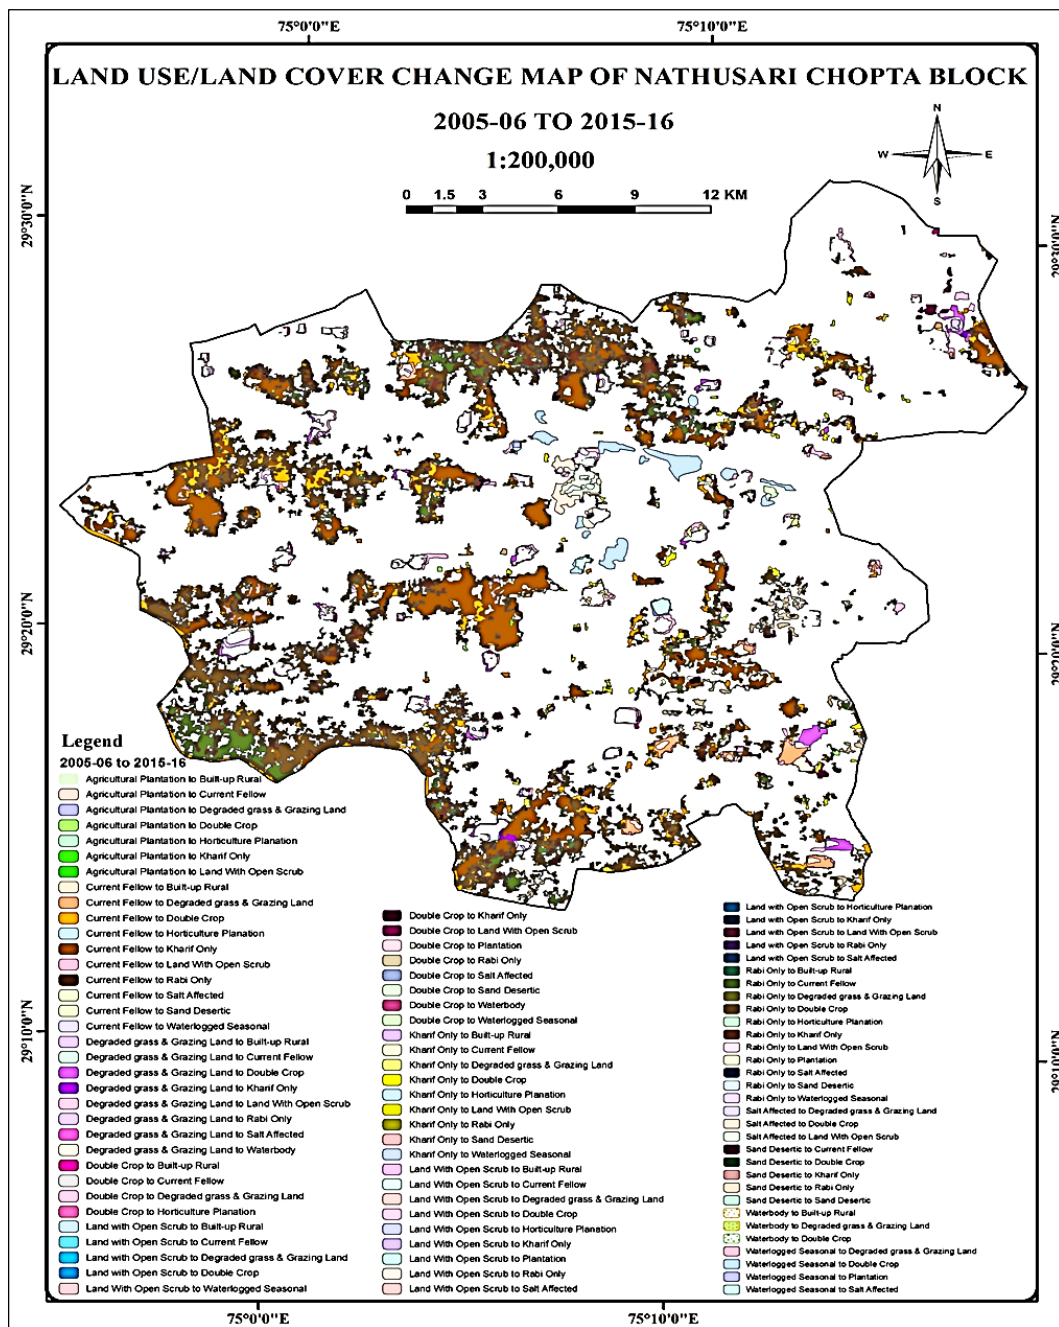 75°0'0"E
75°10'0"E
LAND USE/LAND COVER CHANGE MAP OF NATHUSARI CHOPTA BLOCK
2005-06 TO 2015-16
1:200,000
0 1.5 3 6 9 12 KM
N
W E
S
29°30'0"N
29°30'0"N
29°20'0"N
29°20'0"N
29°10'0"N
29°10'0"N
Legend
2005-06 to 2015-16
Agricultural Plantation to Built-up Rural
Agricultural Plantation to Current Fellow
Agricultural Plantation to Degraded grass & Grazing Land
Agricultural Plantation to Double Crop
Agricultural Plantation to Horticulture Planation
Agricultural Plantation to Kharif Only
Agricultural Plantation to Land With Open Scrub
Current Fellow to Built-up Rural
Current Fellow to Degraded grass & Grazing Land
Current Fellow to Double Crop
Current Fellow to Horticulture Planation
Current Fellow to Kharif Only
Current Fellow to Land With Open Scrub
Current Fellow to Rabi Only
Current Fellow to Salt Affected
Current Fellow to Sand Desertic
Current Fellow to Waterlogged Seasonal
Degraded grass & Grazing Land to Built-up Rural
Degraded grass & Grazing Land to Current Fellow
Degraded grass & Grazing Land to Double Crop
Degraded grass & Grazing Land to Kharif Only
Degraded grass & Grazing Land to Land With Open Scrub
Degraded grass & Grazing Land to Rabi Only
Degraded grass & Grazing Land to Salt Affected
Degraded grass & Grazing Land to Waterbody
Double Crop to Built-up Rural
Double Crop to Current Fellow
Double Crop to Degraded grass & Grazing Land
Double Crop to Horticulture Planation
Land with Open Scrub to Built-up Rural
Land with Open Scrub to Current Fellow
Land with Open Scrub to Degraded grass & Grazing Land
Land with Open Scrub to Double Crop
Land With Open Scrub to Waterlogged Seasonal
Double Crop to Kharif Only
Double Crop to Land With Open Scrub
Double Crop to Plantation
Double Crop to Rabi Only
Double Crop to Salt Affected
Double Crop to Sand Desertic
Double Crop to Waterbody
Double Crop to Waterlogged Seasonal
Kharif Only to Built-up Rural
Kharif Only to Current Fellow
Kharif Only to Degraded grass & Grazing Land
Kharif Only to Double Crop
Kharif Only to Horticulture Planation
Kharif Only to Land With Open Scrub
Kharif Only to Rabi Only
Kharif Only to Sand Desertic
Kharif Only to Waterlogged Seasonal
Land With Open Scrub to Built-up Rural
Land With Open Scrub to Current Fellow
Land With Open Scrub to Degraded grass & Grazing Land
Land With Open Scrub to Double Crop
Land With Open Scrub to Horticulture Planation
Land With Open Scrub to Kharif Only
Land With Open Scrub to Plantation
Land With Open Scrub to Rabi Only
Land With Open Scrub to Salt Affected
Land with Open Scrub to Horticulture Planation
Land with Open Scrub to Kharif Only
Land with Open Scrub to Land With Open Scrub
Land with Open Scrub to Rabi Only
Land with Open Scrub to Salt Affected
Rabi Only to Built-up Rural
Rabi Only to Current Fellow
Rabi Only to Degraded grass & Grazing Land
Rabi Only to Double Crop
Rabi Only to Horticulture Planation
Rabi Only to Kharif Only
Rabi Only to Land With Open Scrub
Rabi Only to Plantation
Rabi Only to Salt Affected
Rabi Only to Sand Desertic
Rabi Only to Waterlogged Seasonal
Salt Affected to Degraded grass & Grazing Land
Salt Affected to Double Crop
Salt Affected to Land With Open Scrub
Sand Desertic to Current Fellow
Sand Desertic to Double Crop
Sand Desertic to Kharif Only
Sand Desertic to Rabi Only
Sand Desertic to Sand Desertic
Waterbody to Built-up Rural
Waterbody to Degraded grass & Grazing Land
Waterbody to Double Crop
Waterlogged Seasonal to Degraded grass & Grazing Land
Waterlogged Seasonal to Double Crop
Waterlogged Seasonal to Plantation
Waterlogged Seasonal to Salt Affected
75°0'0"E
75°10'0"E